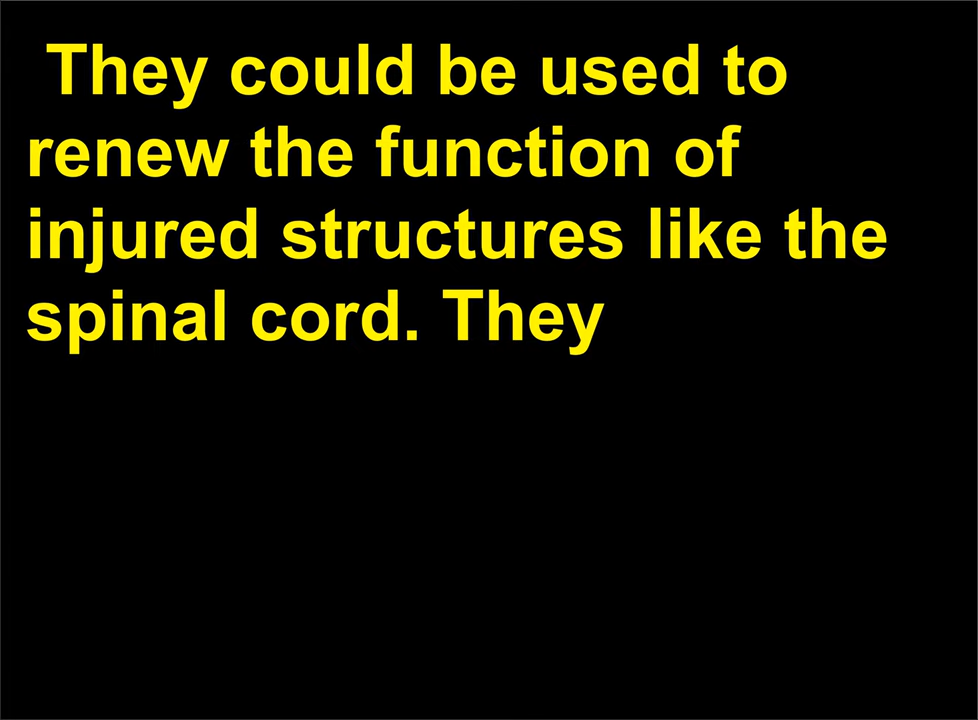 They could be used to
renew the function of
injured structures like the
spinal cord. They